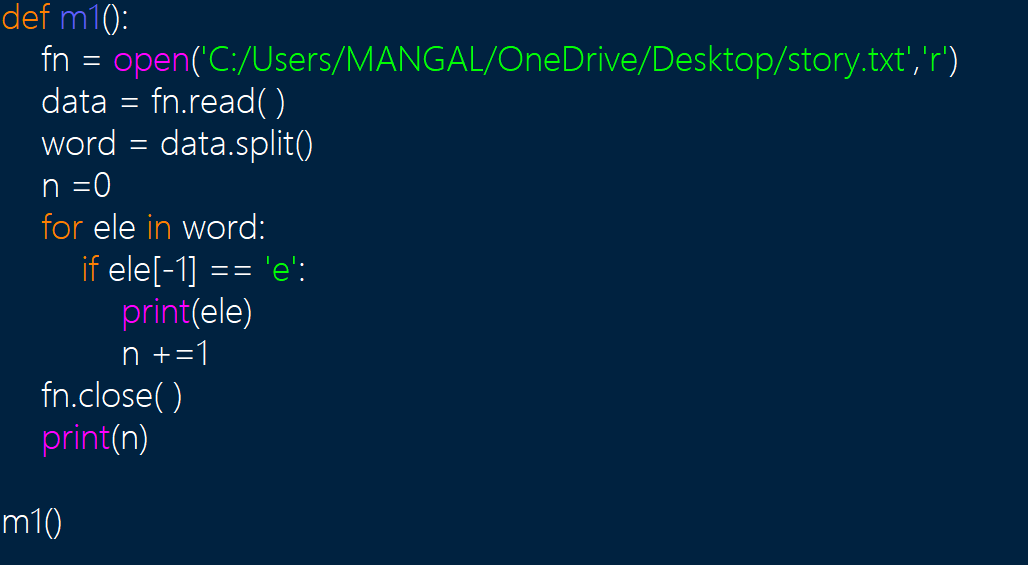 def m1():
    fn = open('C:/Users/MANGAL/OneDrive/Desktop/story.txt','r')
    data = fn.read( )
    word = data.split()
    n =0
    for ele in word:
        if ele[-1] == 'e':
            print(ele)
            n +=1
    fn.close( )
    print(n)

m1()